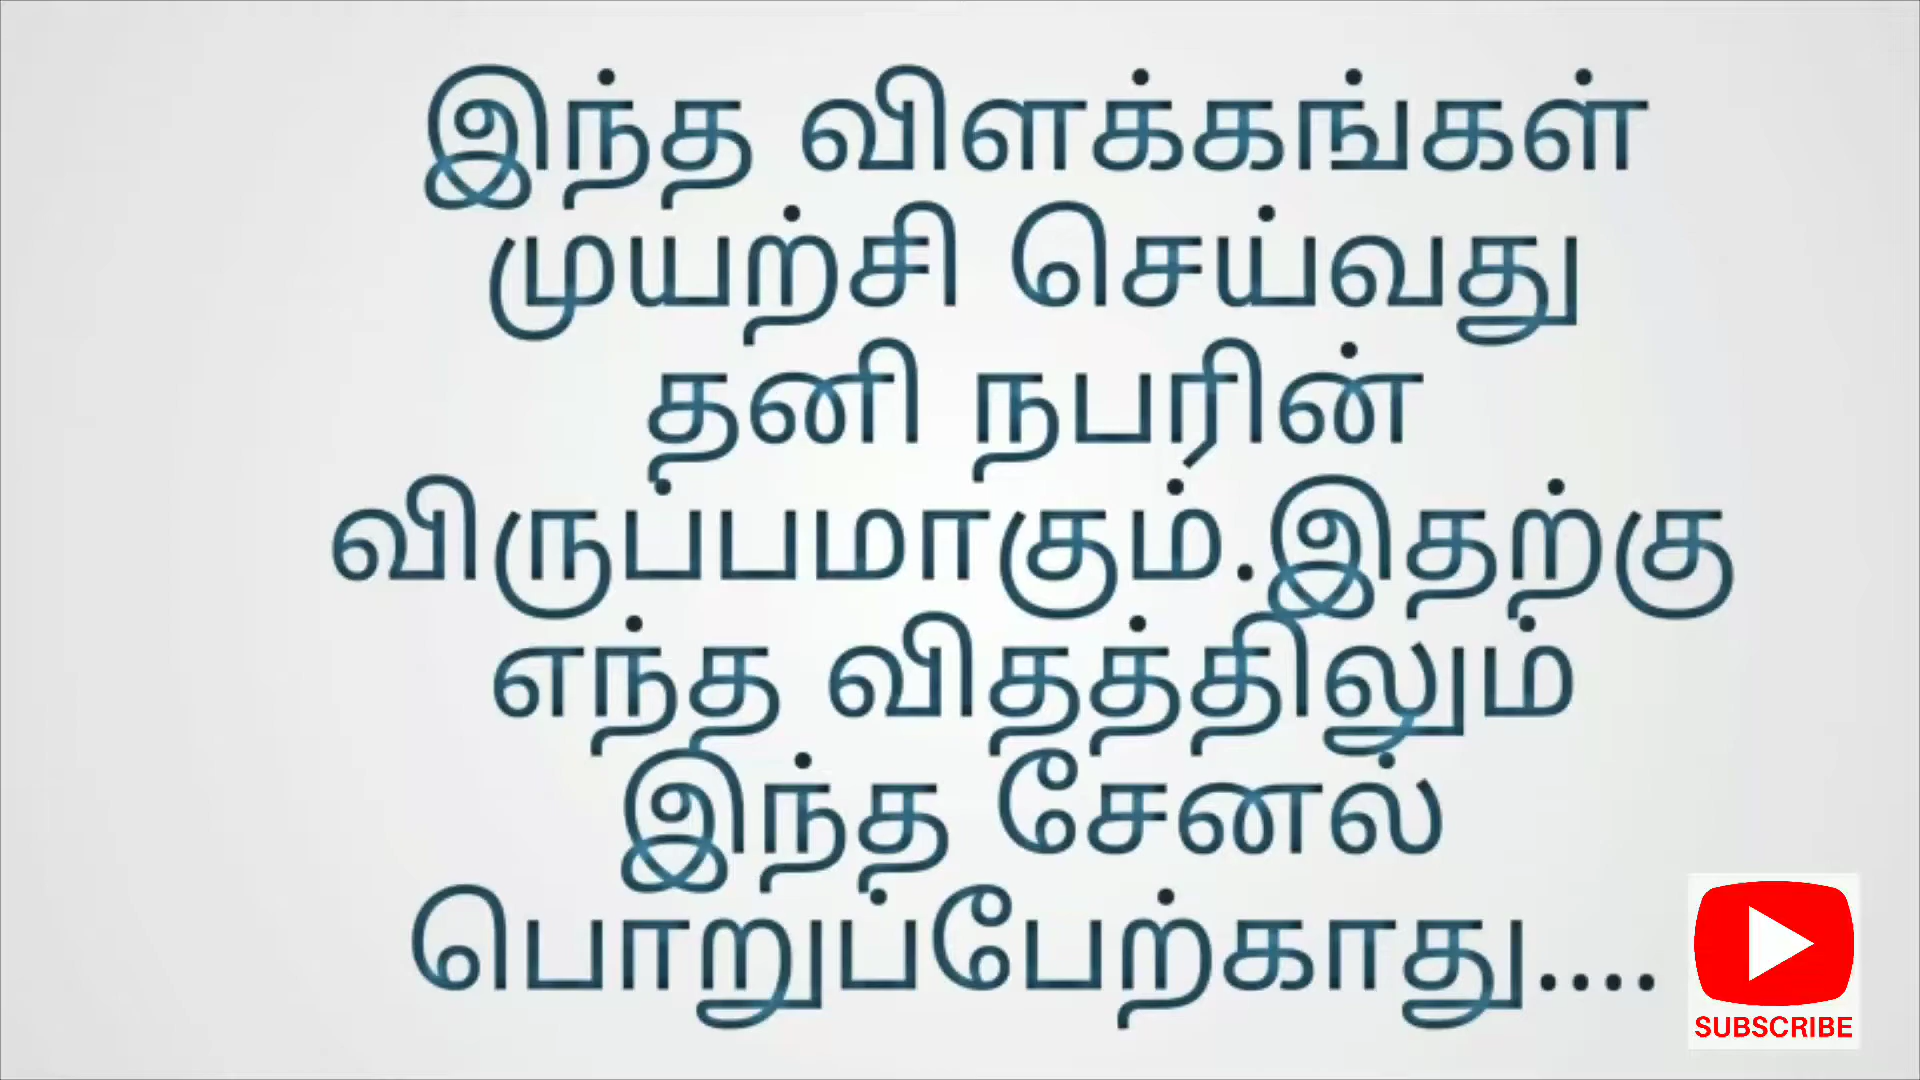 இந்த விளக்கங்கள்
முயற்சி செய்வது
தனி நபரின்
விருப்பமாகும்.இதற்கு
எந்த விதத்திலும்
இந்த சேனல்
பொறுப்பேற்காது....
SUBSCRIBE